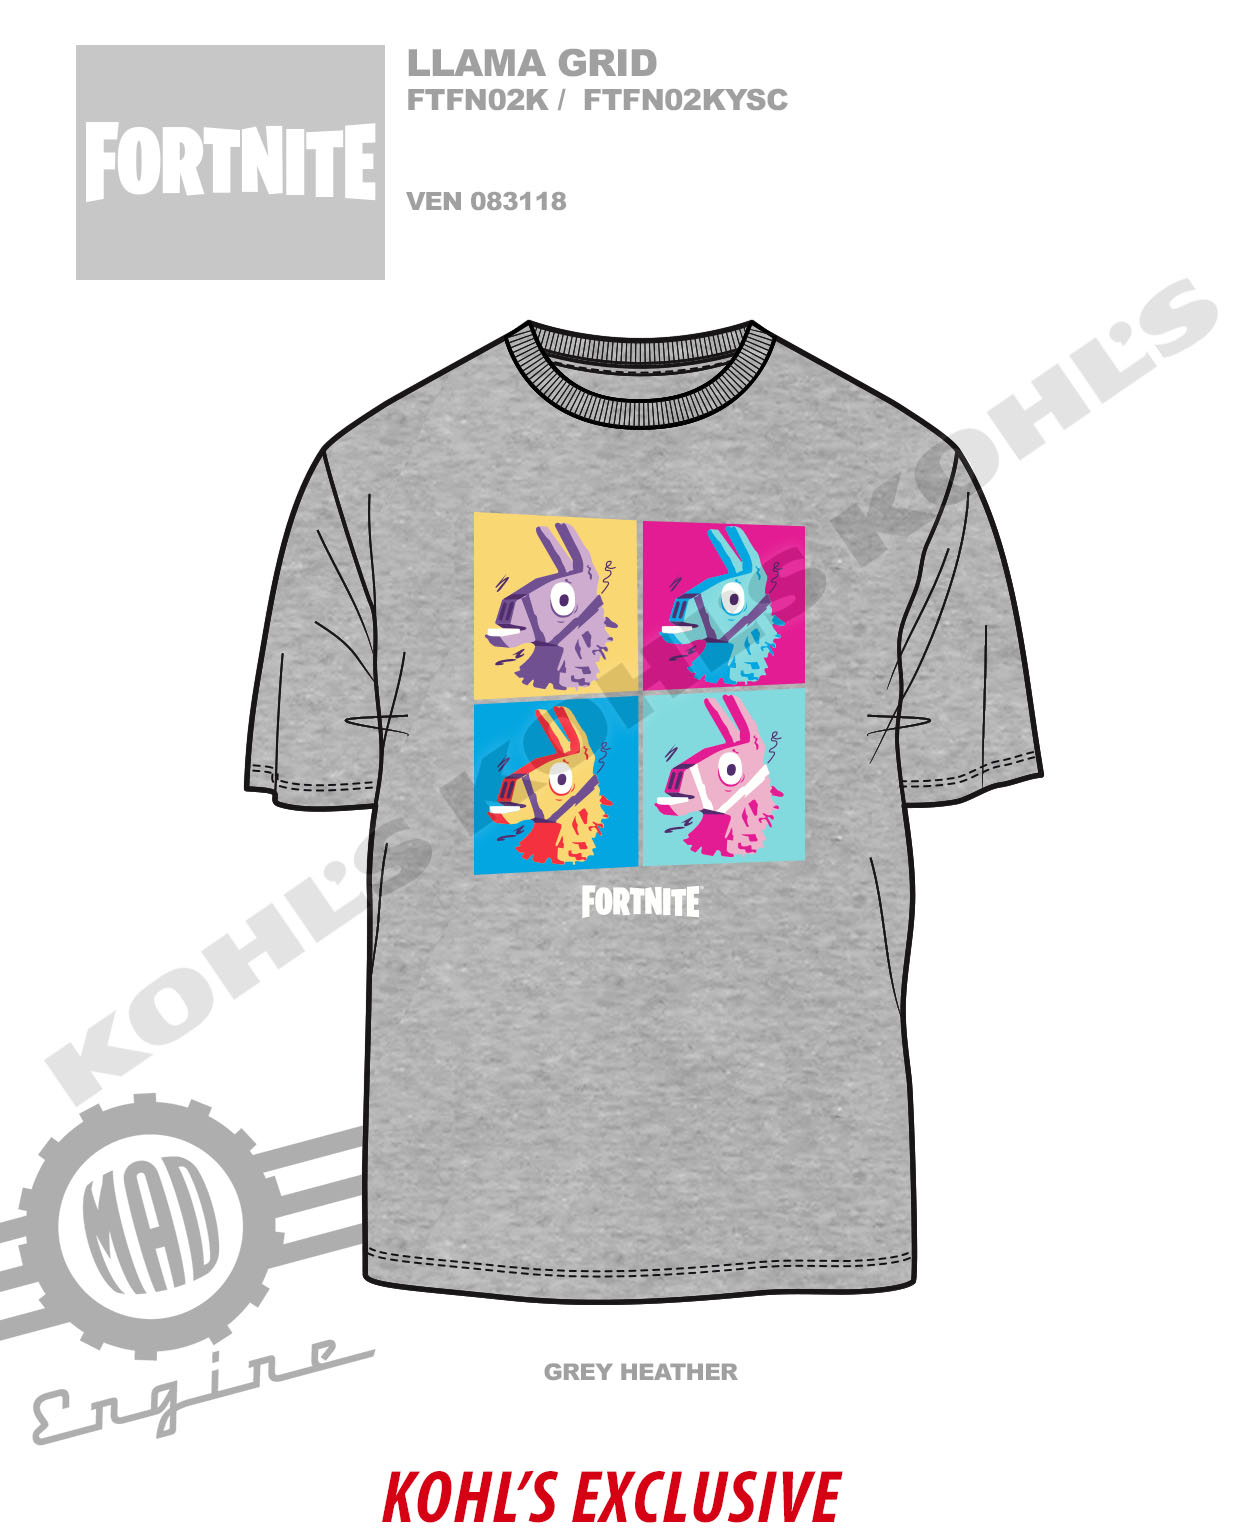 FORTNITE
LLAMA GRID
FTFN02K / FTFN02KYSC
VEN 083118
KOHL'S KOHL'S KOHL'S
FORTNITE
MAD
Engine
GREY HEATHER
KOHL'S EXCLUSIVE